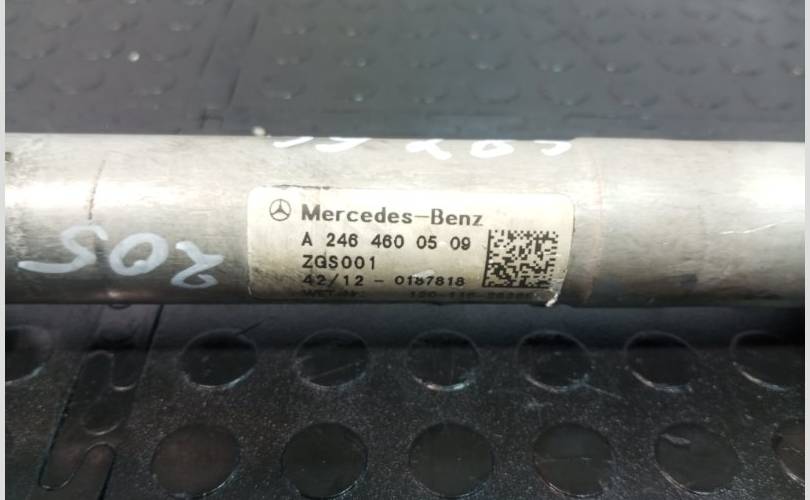 Mercedes-Benz
A 246 460 05 09
ZGS001
42/12 - 0187818
205